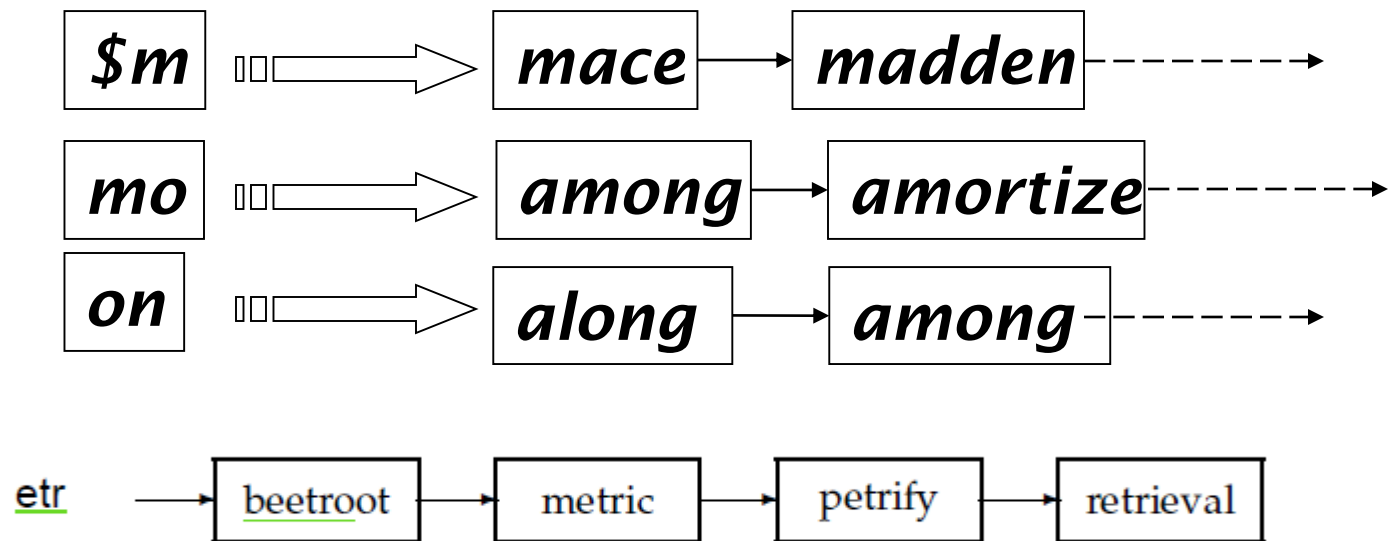 $m mace madden
mo among amortize
on along among
etr beetroot metric petrify retrieval